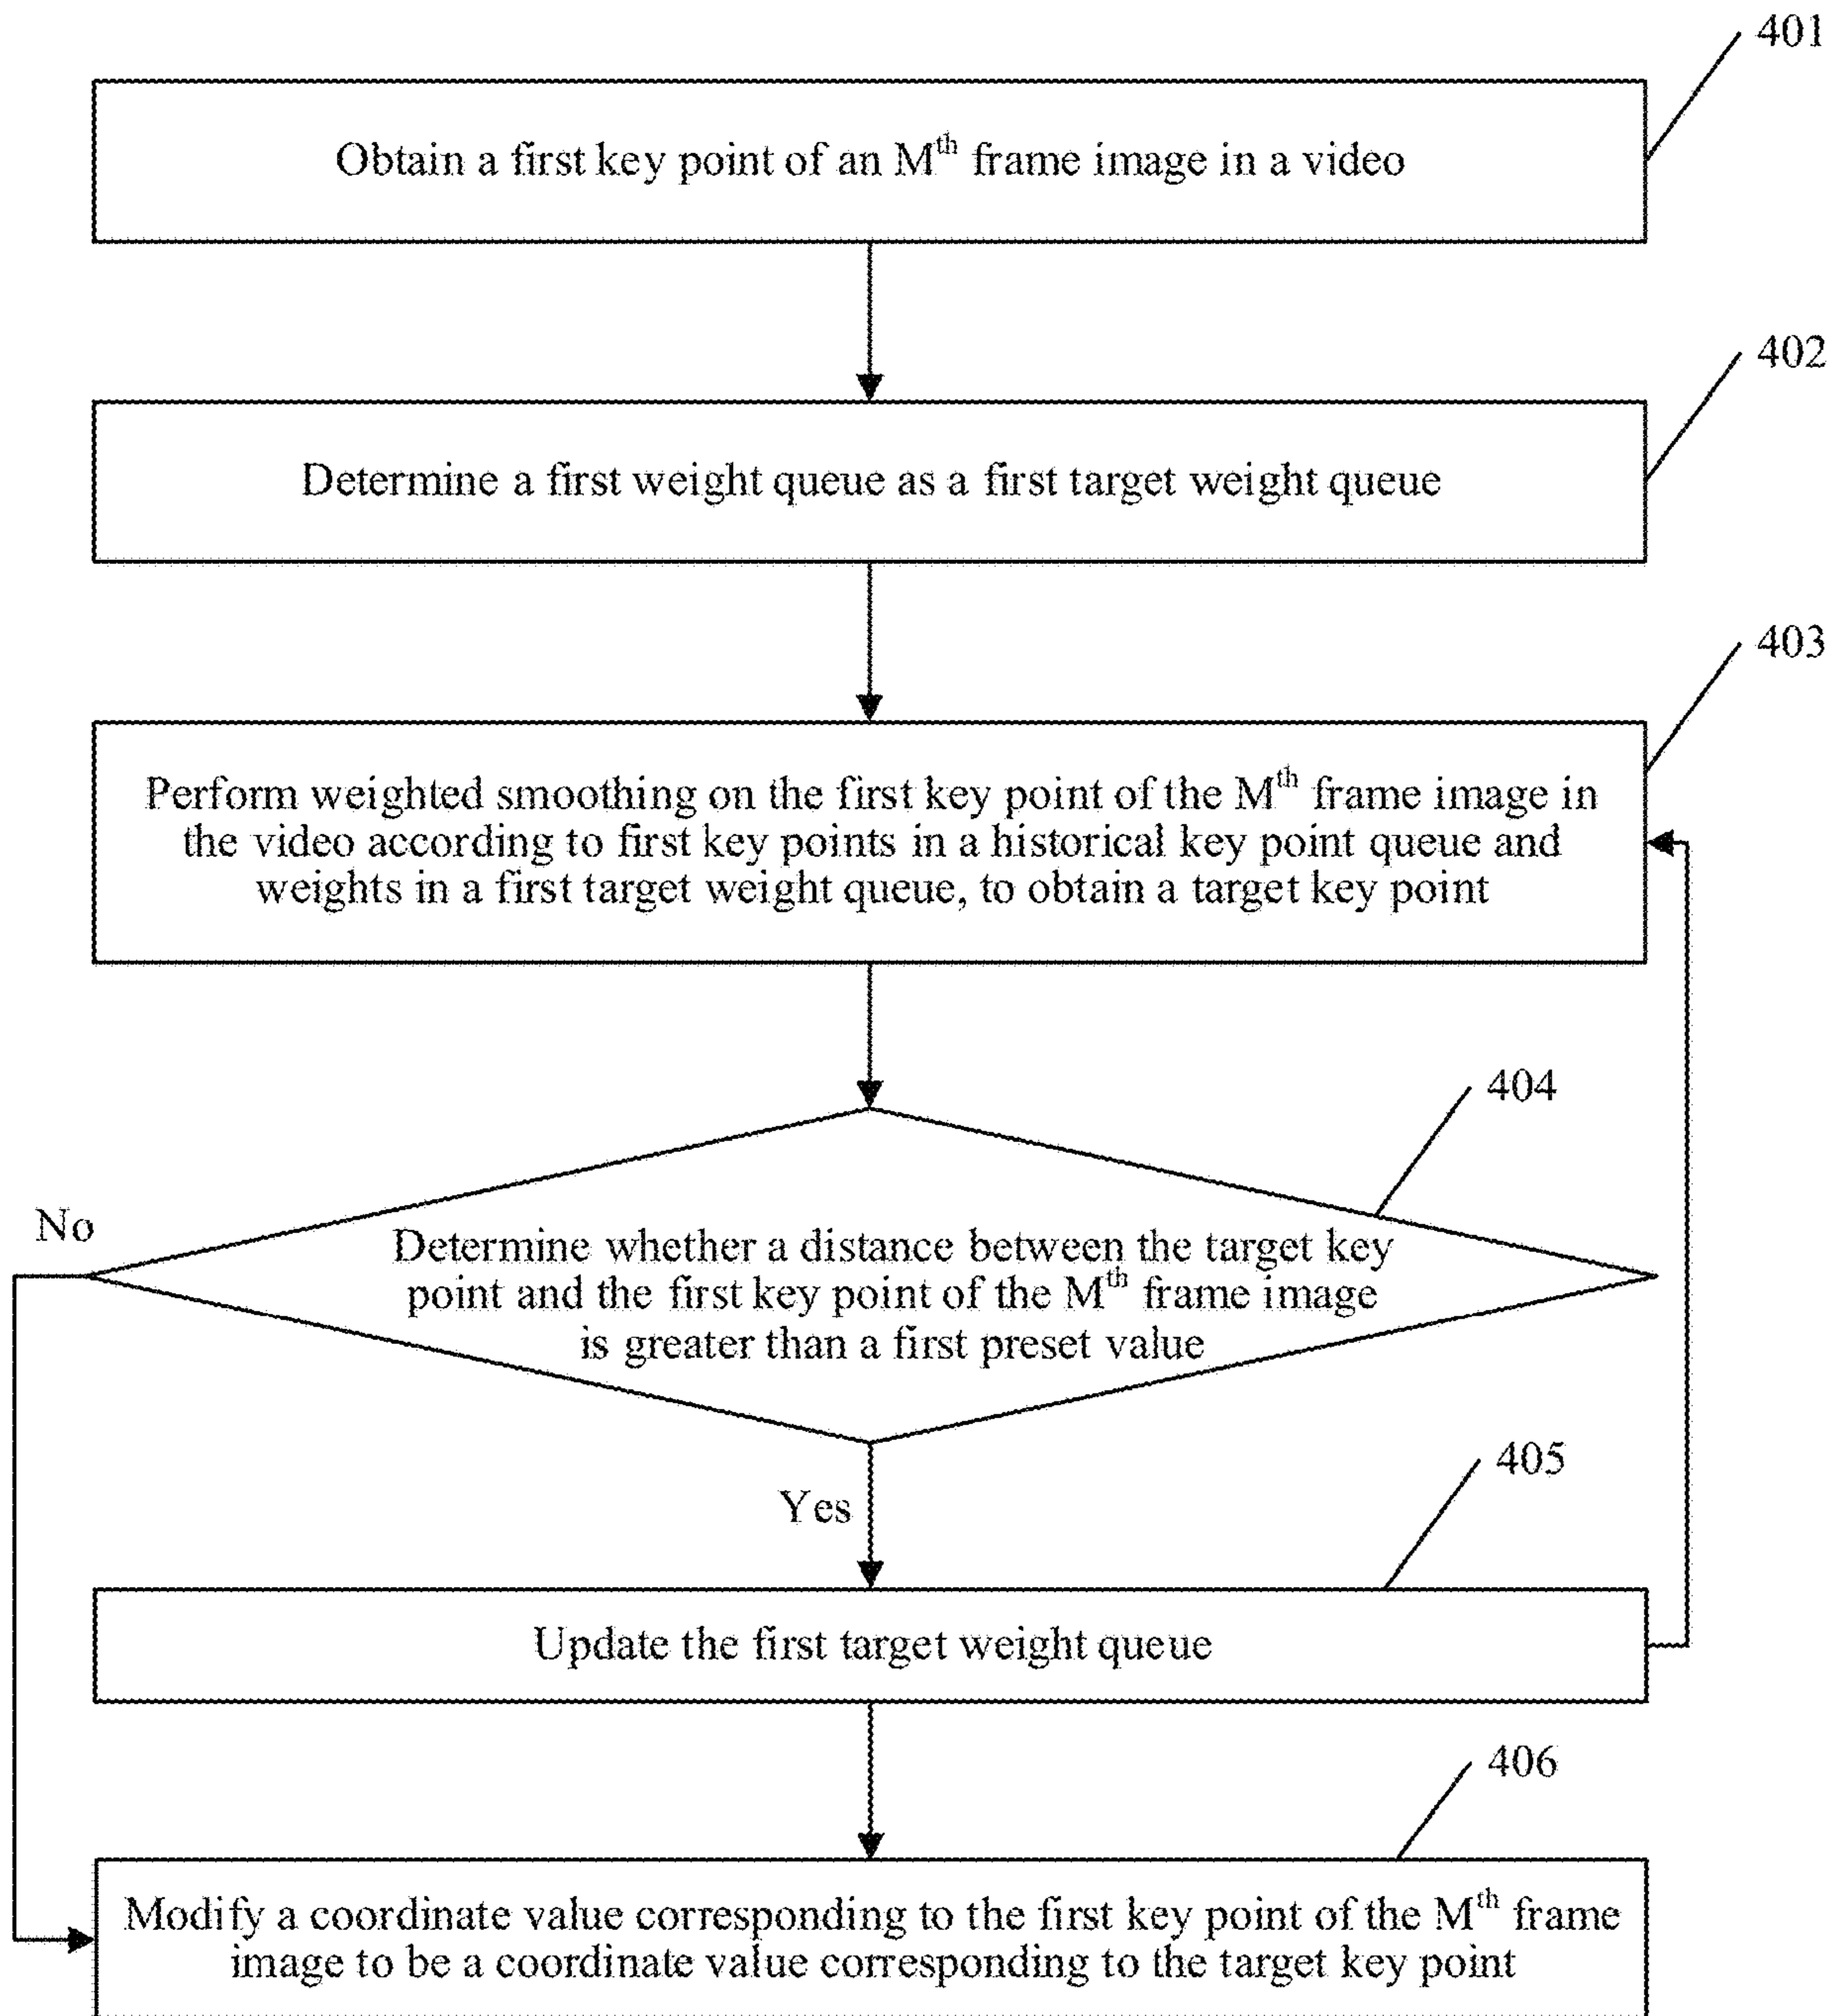 401
Obtain a first key point of an Mth frame image in a video
402
Determine a first weight queue as a first target weight queue
403
Perform weighted smoothing on the first key point of the Mth frame image in
the video according to first key points in a historical key point queue and
weights in a first target weight queue, to obtain a target key point
404
No
Determine whether a distance between the target key
point and the first key point of the Mth frame image
is greater than a first preset value
405
Yes
Update the first target weight queue
406
Modify a coordinate value corresponding to the first key point of the Mth frame
image to be a coordinate value corresponding to the target key point